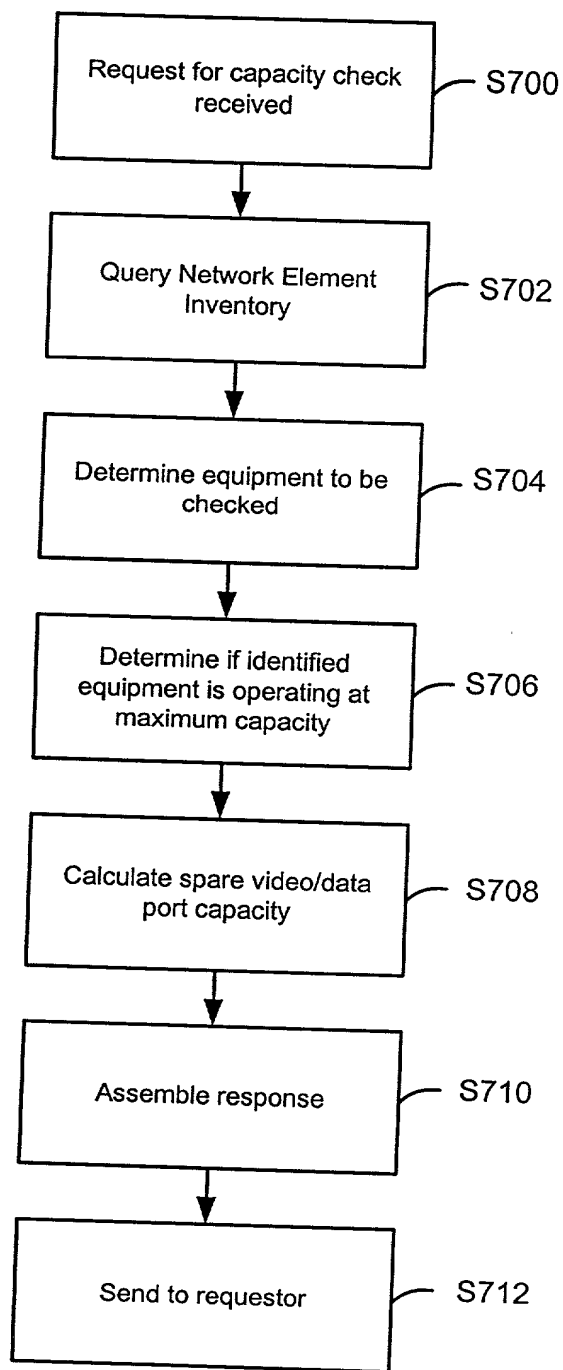 Request for capacity check
received
S700
Query Network Element
Inventory
S702
Determine equipment to be
checked
S704
Determine if identified
equipment is operating at
maximum capacity
S706
Calculate spare video/data
port capacity
S708
Assemble response
S710
Send to requestor
S712